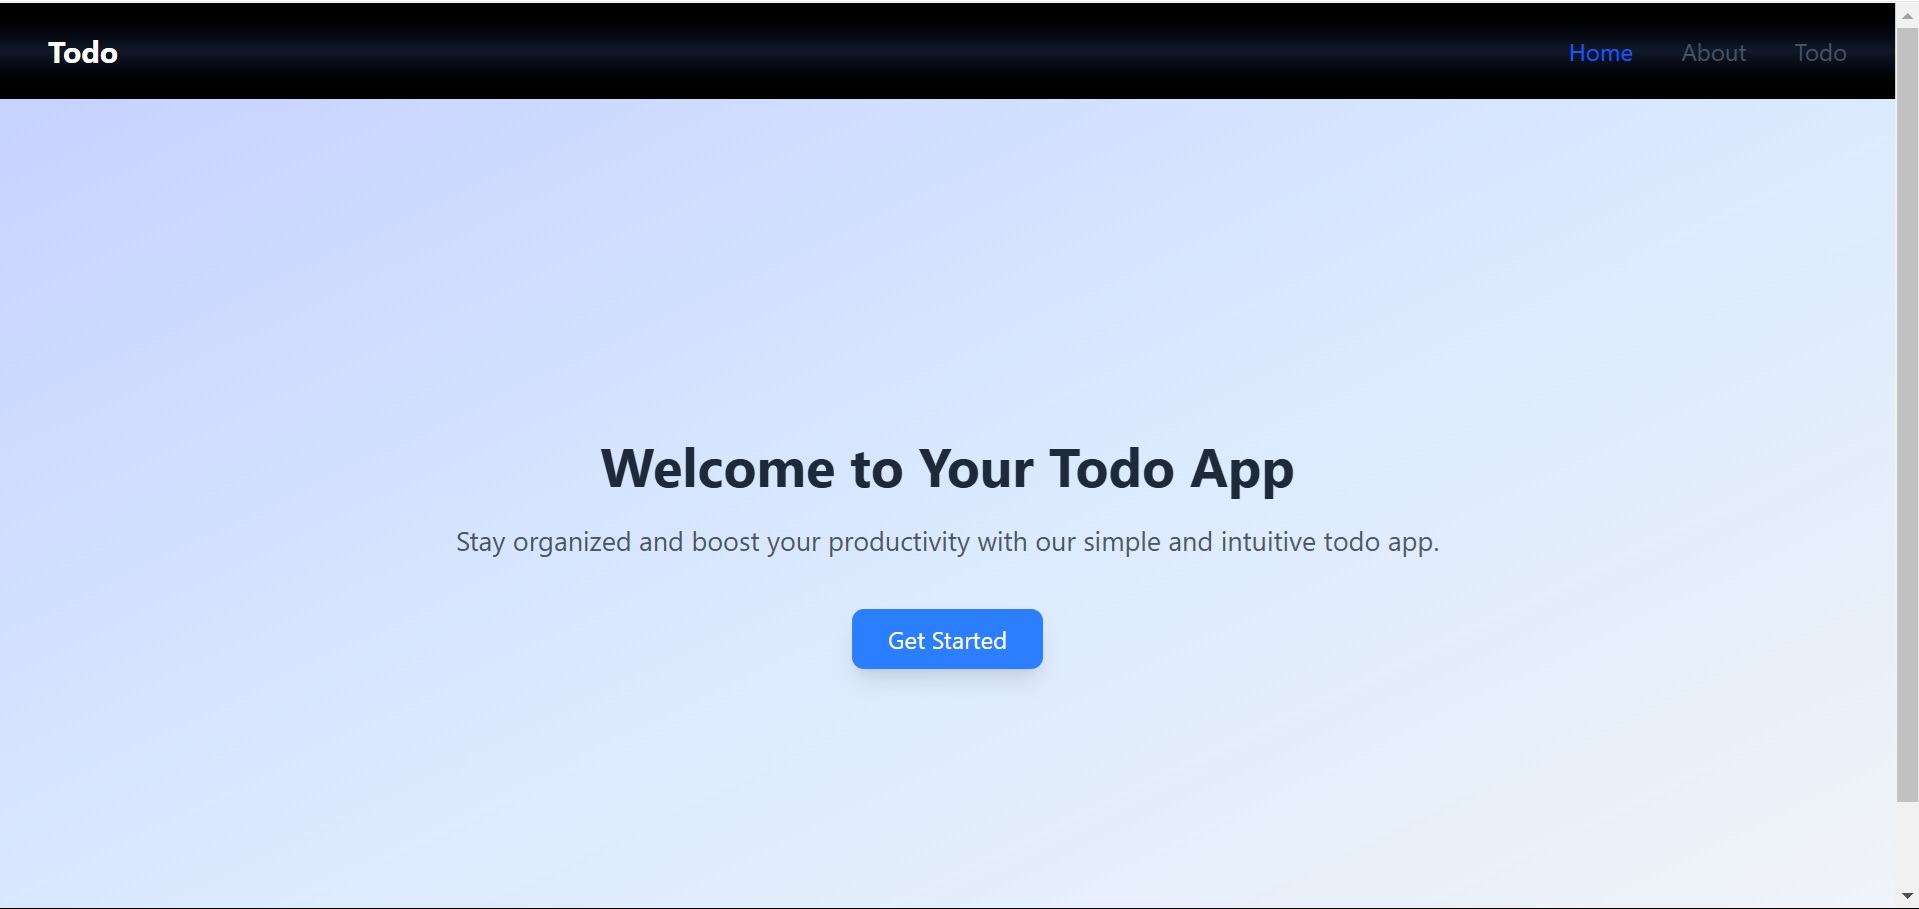 Todo
Home About Todo
Welcome to Your Todo App
Stay organized and boost your productivity with our simple and intuitive todo app.
Get Started